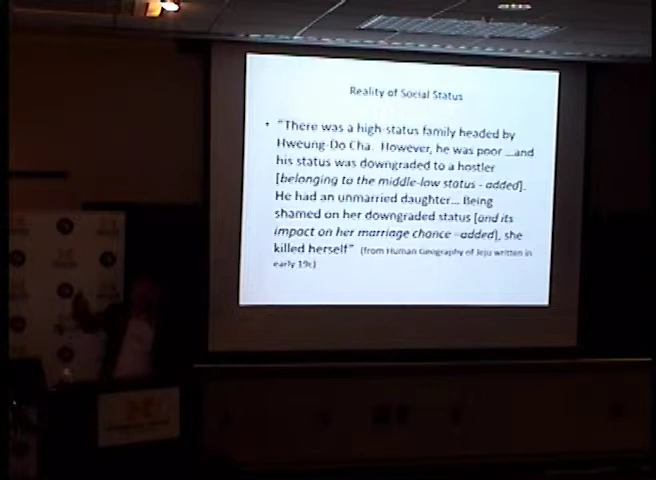 Reality of Social Status
• "There was a high-status family headed by
Hweung-Do Cha. However, he was poor ...and
his status was downgraded to a hostler
[belonging to the middle-low status - added].
He had an unmarried daughter... Being
shamed on her downgraded status [and its
impact on her marriage chance -added], she
killed herself" (from Human Geography of Jeju written in
early 19c)